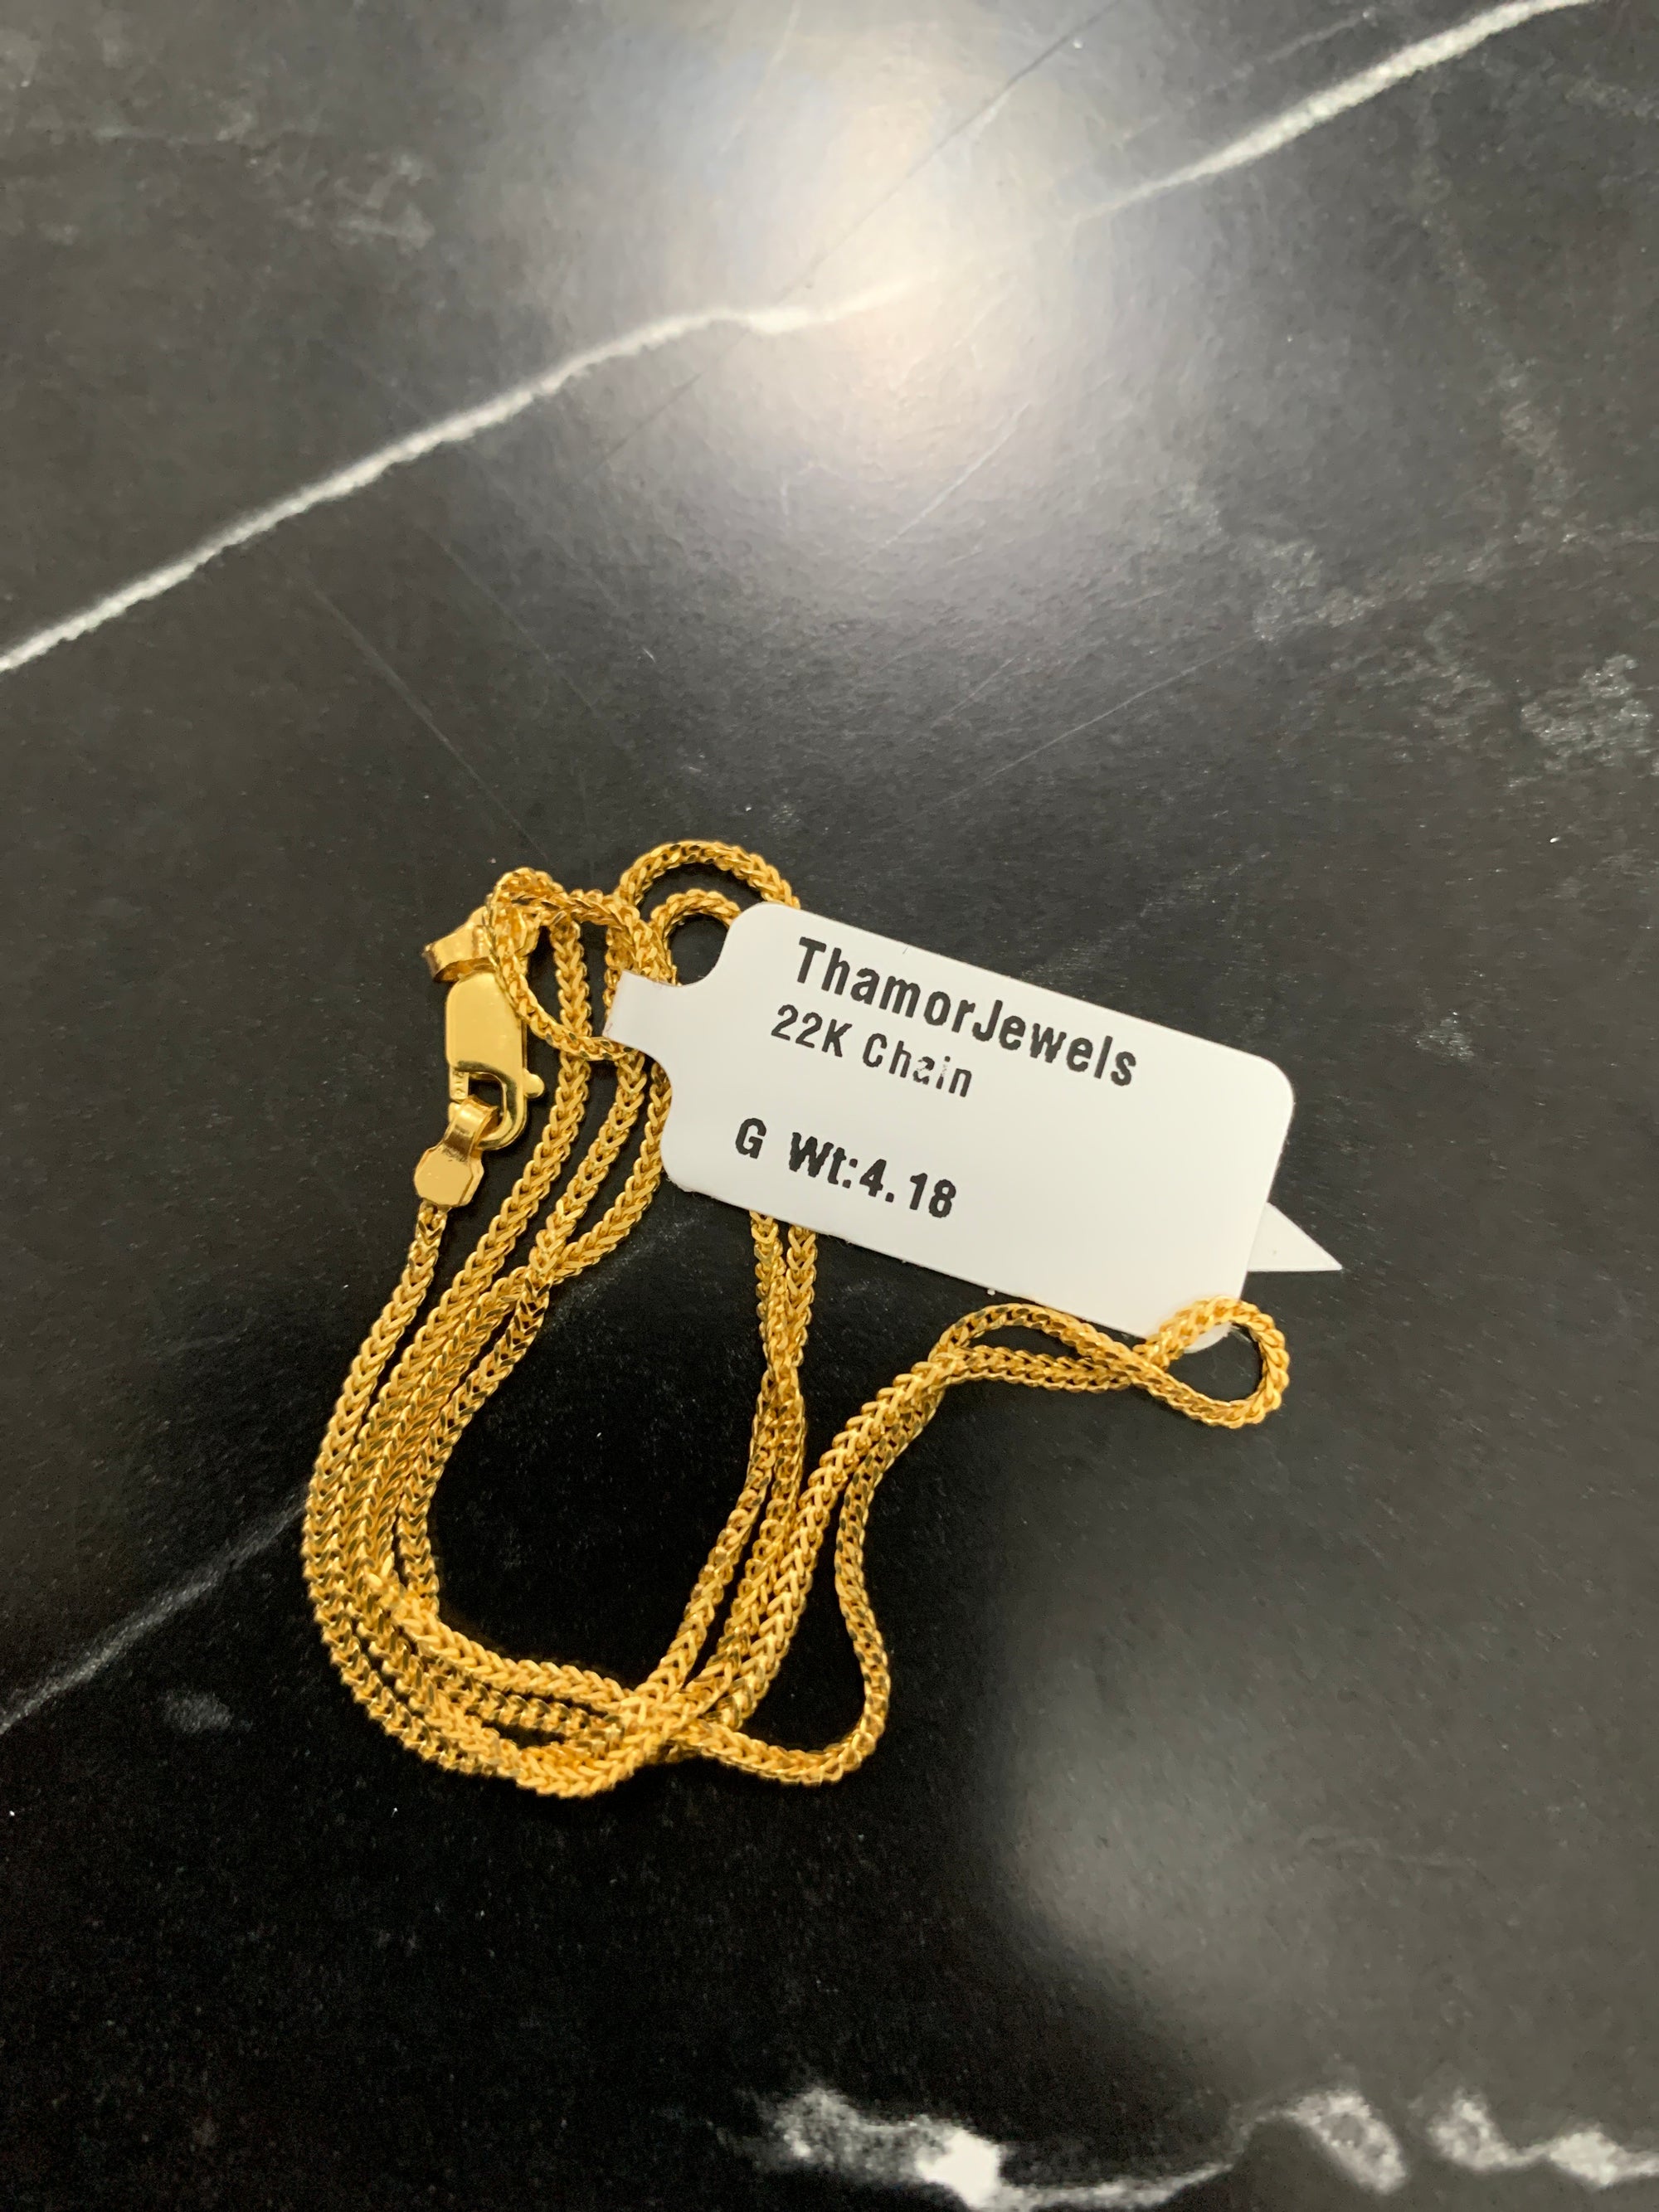 ThamorJewels
22K Chain
G Wt:4.18